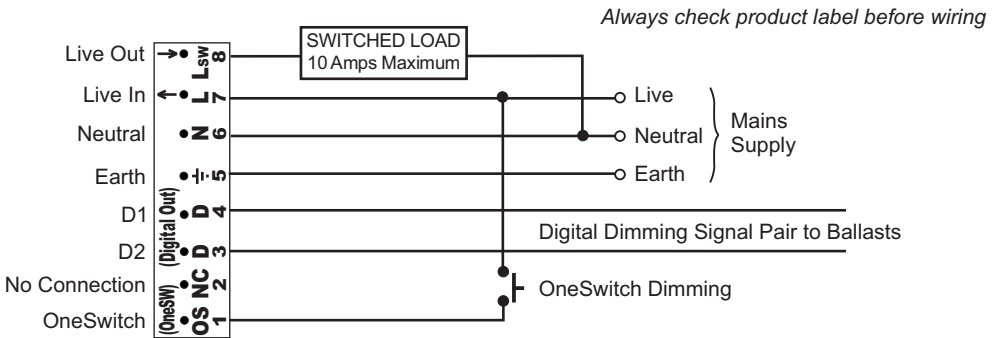 Always check product label before wiring
Live Out
Lsw 8
SWITCHED LOAD
10 Amps Maximum
Live In
L 7
Live
Neutral
N 6
Neutral
Mains
Supply
Earth
5
Earth
D1
D 4
(Digital Out)
Digital Dimming Signal Pair to Ballasts
D2
D 3
No Connection
NC 2
OneSwitch Dimming
OneSwitch
OS 1
(OneSW)